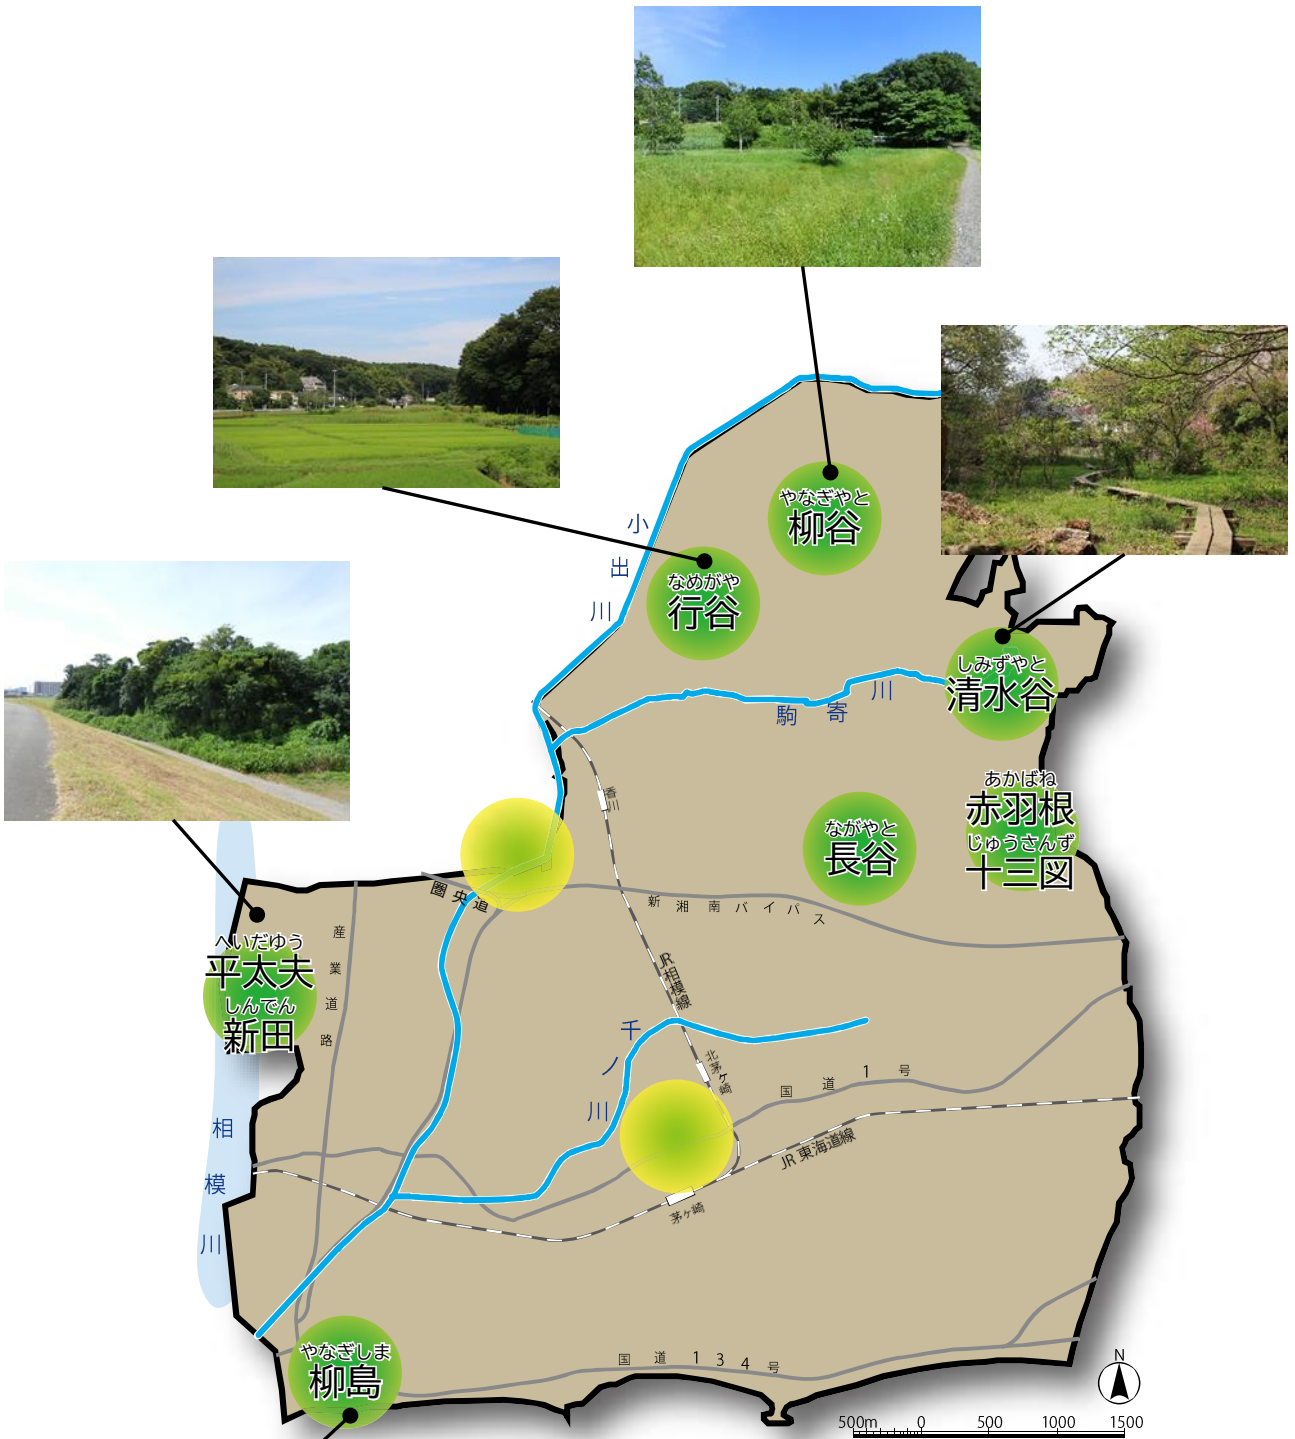 やなぎやと
柳谷
小出川
なめがや
行谷
しみずやと
清水谷
駒寄川
香川
あかばね
赤羽根
じゅうさんず
十三図
ながやと
長谷
圏央道
新湘南バイパス
産業道路
へいだゆう
平太夫
しんでん
新田
JR相模線
千ノ川
北茅ケ崎
国道1号
相模川
JR東海道線
茅ケ崎
やなぎしま
柳島
国道134号
N
500m 0 500 1000 1500